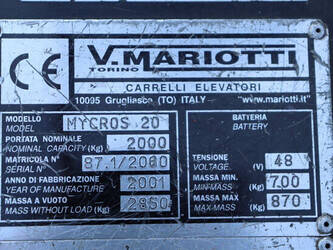 CE
V.MARIOTTI
TORINO
CARRELLI ELEVATORI
10095 Grugliasco (TO) ITALY "www.mariotti.it"
MODELLO
MODEL MYCROS 20
PORTATA NOMINALE
NOMINAL CAPACITY (Kg) 2000
MATRICOLA N°
SERIAL N° 87.1/2060
ANNO DI FABBRICAZIONE
YEAR OF MANUFACTURE 2001
MASSA A VUOTO
MASS WITHOUT LOAD (Kg) 2850
BATTERIA
BATTERY
TENSIONE
VOLTAGE (V) 48
MASSA MIN.
MIN-MASS (Kg) 700
MASSA MAX
MAX-MASS (Kg) 870